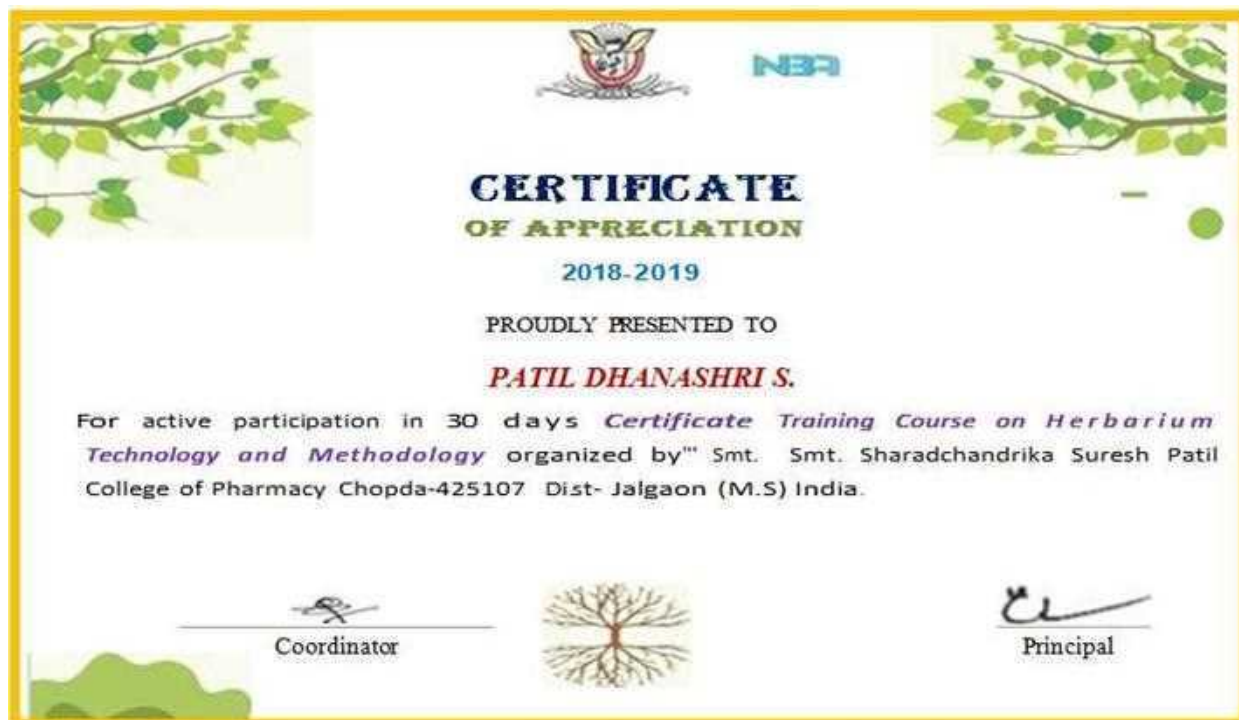 NBA
CERTIFICATE
OF APPRECIATION
2018-2019
PROUDLY PRESENTED TO
PATIL DHANASHRI S.
For active participation in 30 days Certificate Training Course on Herbarium
Technology and Methodology organized by"' Smt. Smt. Sharadchandrika Suresh Patil
College of Pharmacy Chopda-425107 Dist- Jalgaon (M.S) India.
Coordinator
Principal